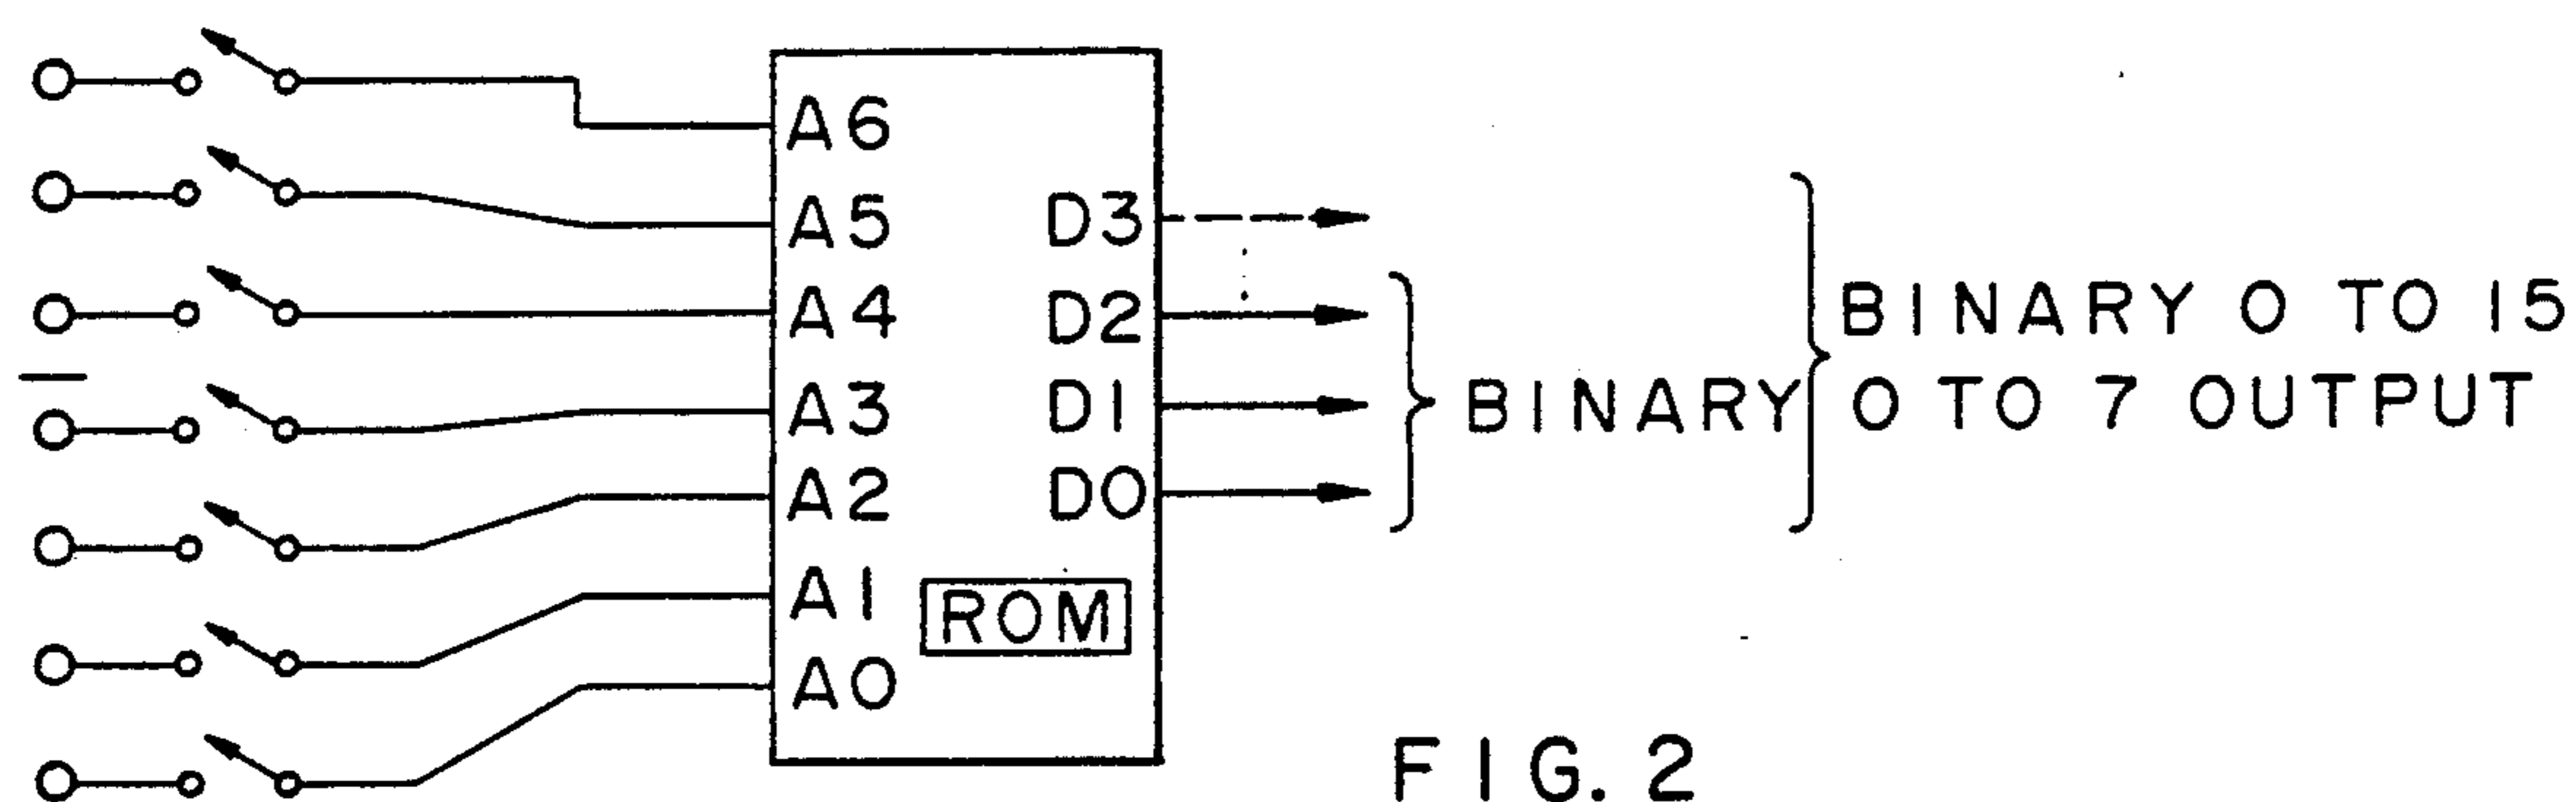 A6
A5
A4
A3
A2
A1
A0
D3
D2
D1
D0
ROM
BINARY 0 TO 15
BINARY 0 TO 7 OUTPUT
FIG. 2